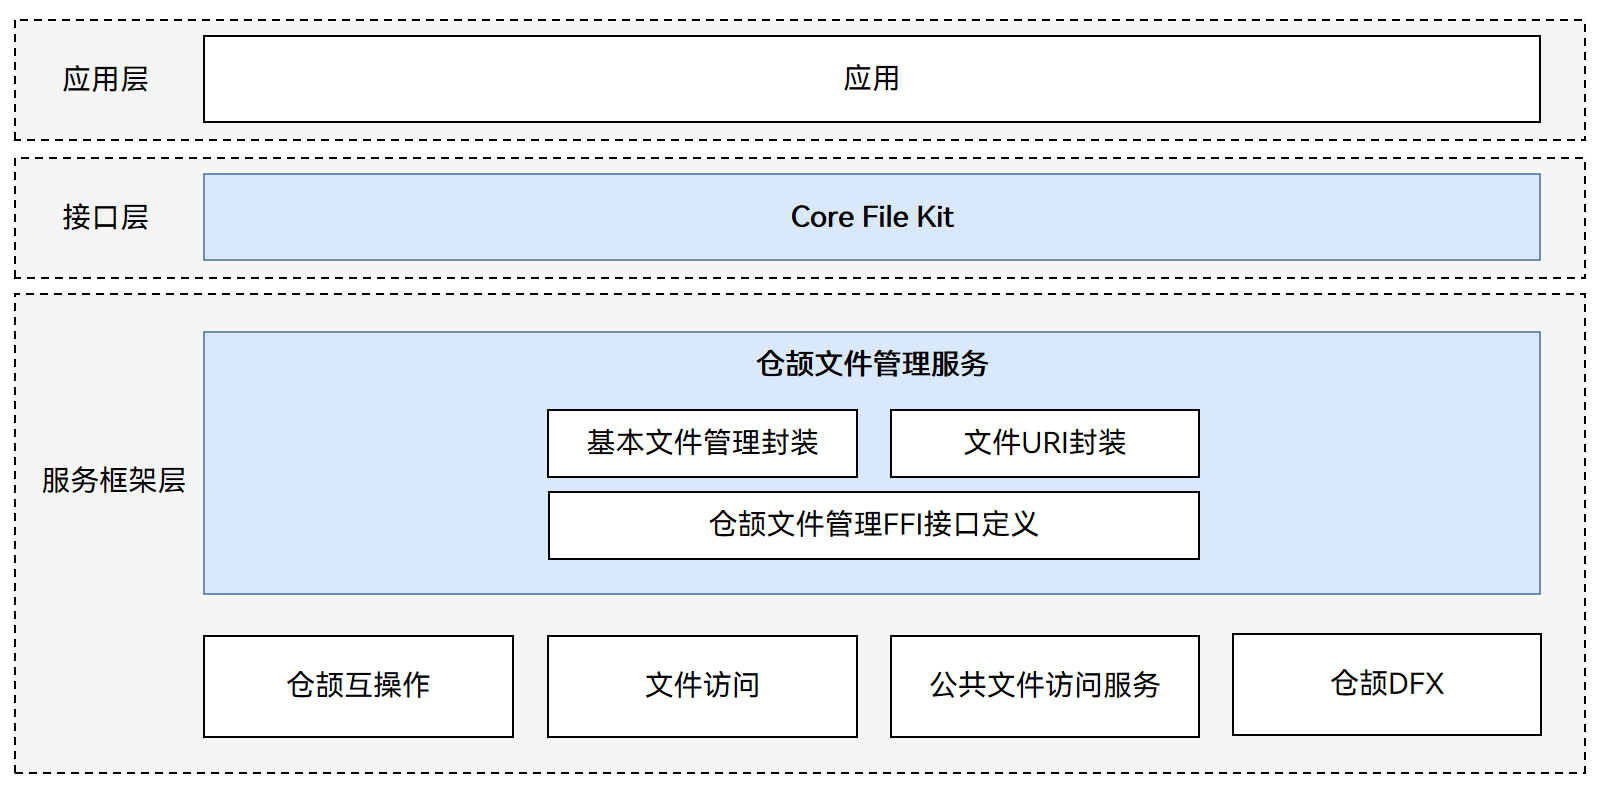 应用层
应用
接口层
Core File Kit
服务框架层
仓颉文件管理服务
基本文件管理封装
文件URI封装
仓颉文件管理FFI接口定义
仓颉互操作
文件访问
公共文件访问服务
仓颉DFX